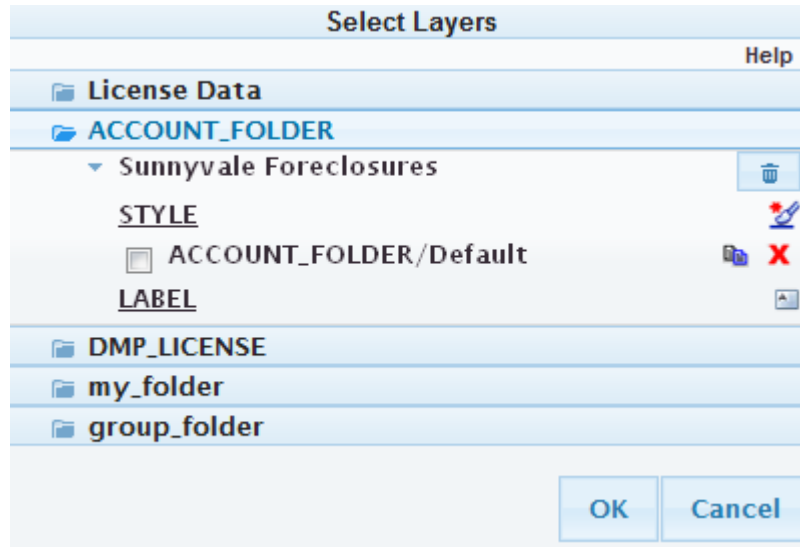 Select Layers
Help
License Data
ACCOUNT_FOLDER
Sunnyvale Foreclosures
STYLE
ACCOUNT_FOLDER/Default
LABEL
DMP_LICENSE
my_folder
group_folder
OK Cancel